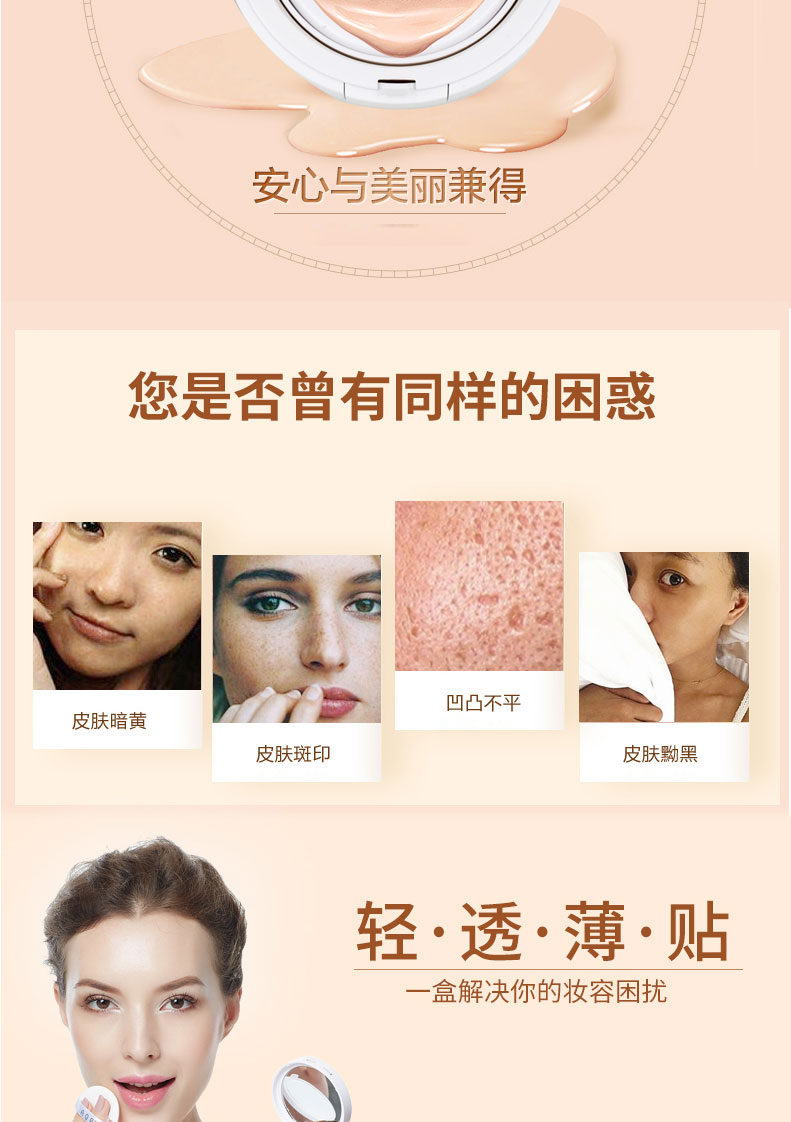 安心与美丽兼得
您是否曾有同样的困惑
皮肤暗黄
皮肤斑印
凹凸不平
皮肤黝黑
轻·透·薄·贴
一盒解决你的妆容困扰